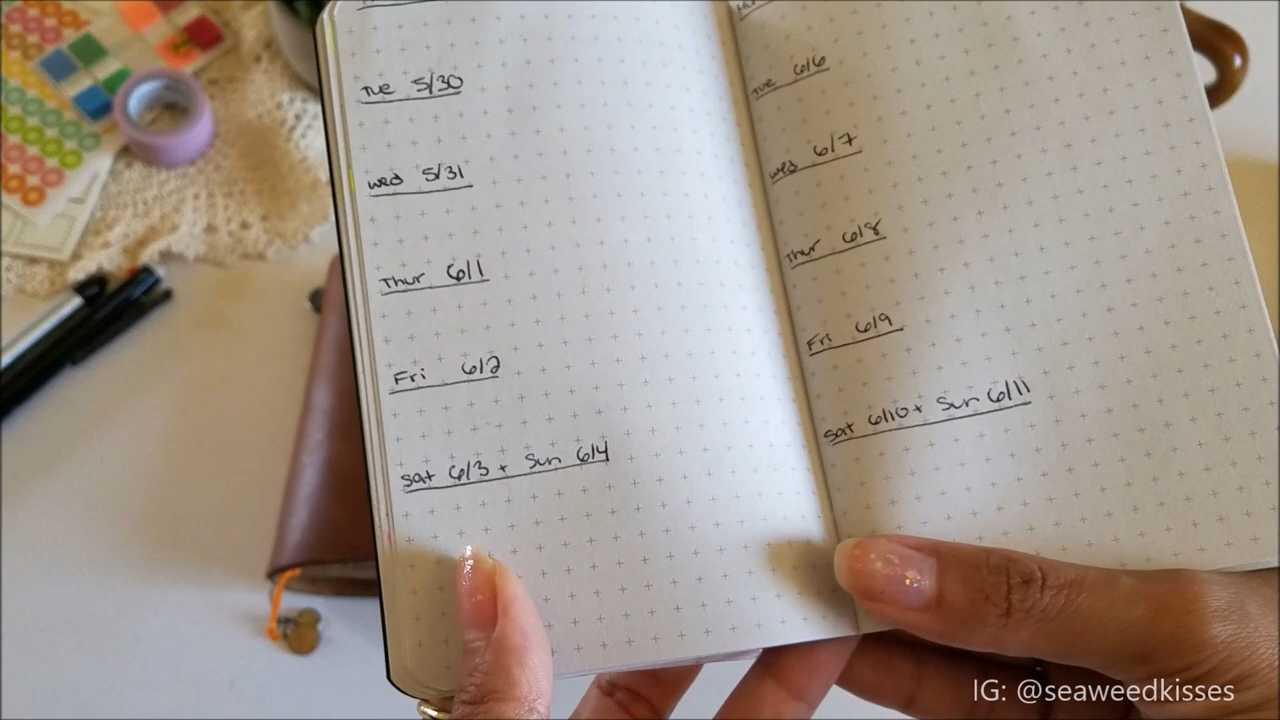 Tue 5/30
Wed 5/31
Thur 6/1
Fri 6/2
Sat 6/3 + Sun 6/4
Tue 6/6
Wed 6/7
Thur 6/8
Fri 6/9
Sat 6/10 + Sun 6/11
IG: @seaweedkisses